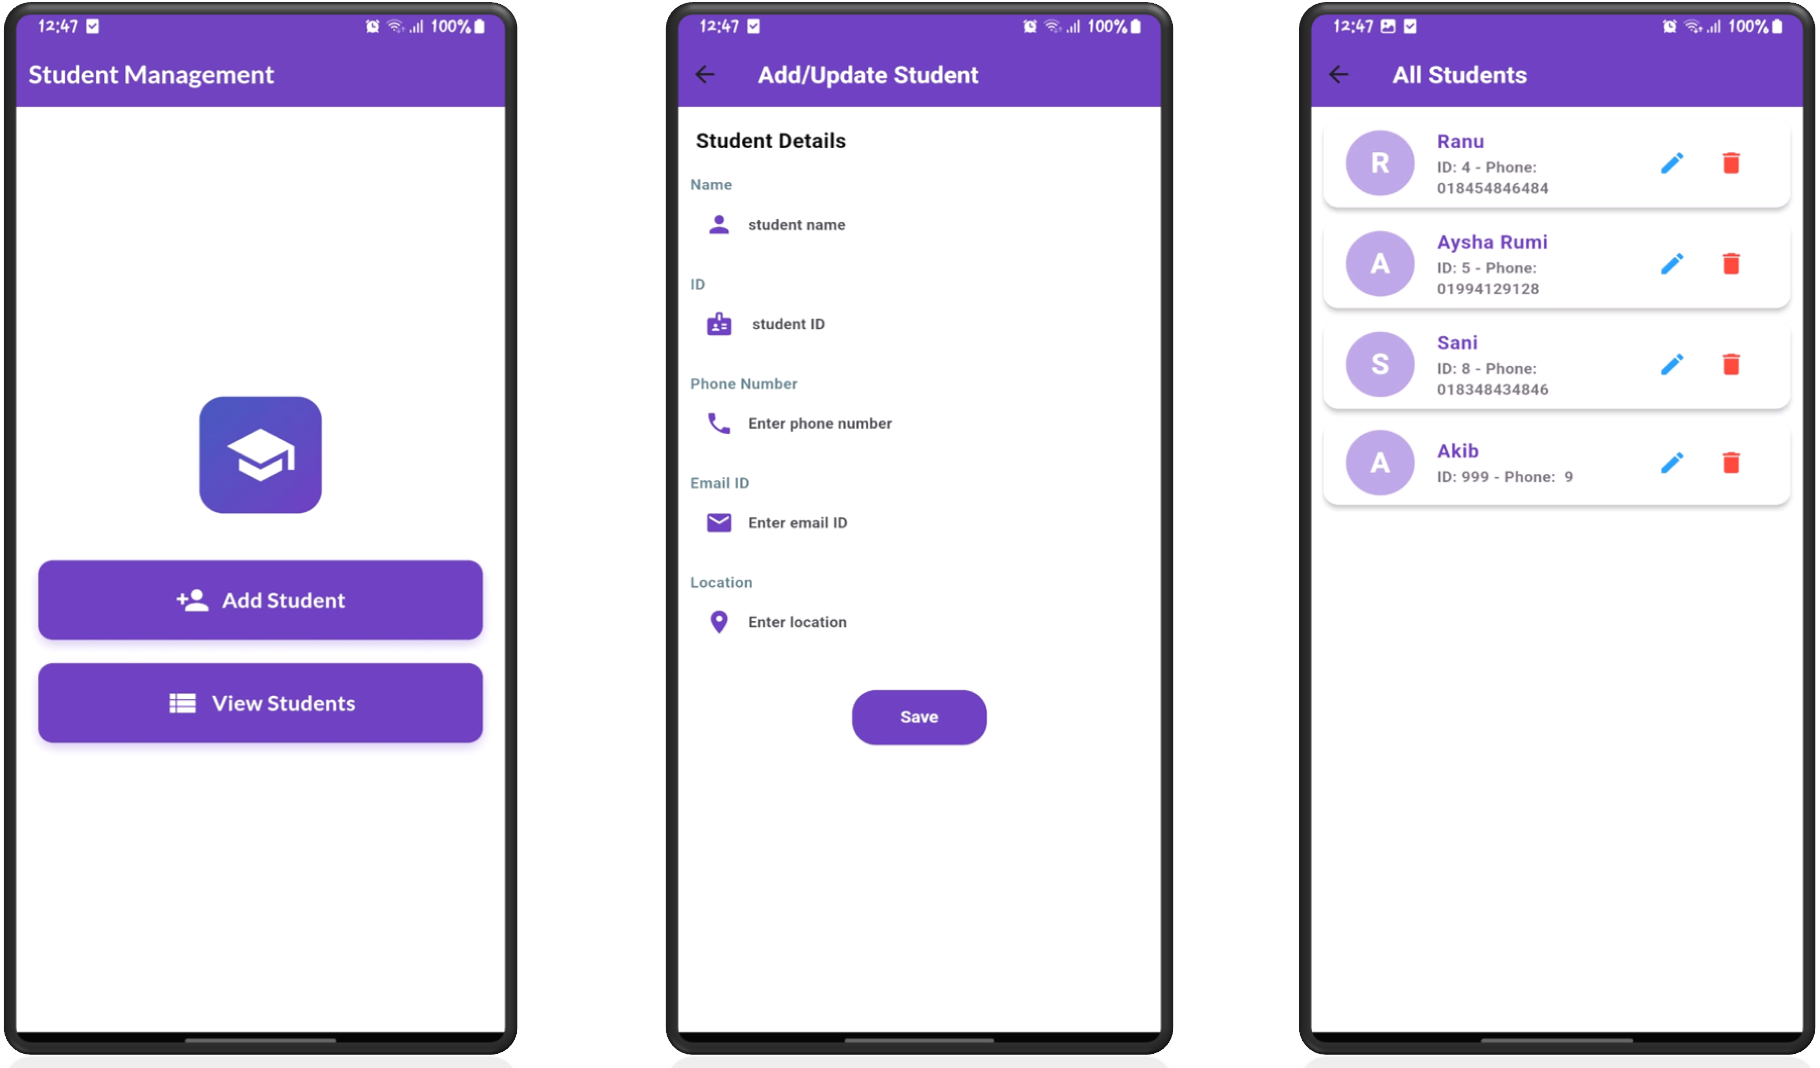 12:47
100%
Student Management
Add Student
View Students
12:47
100%
Add/Update Student
Student Details
Name
student name
ID
student ID
Phone Number
Enter phone number
Email ID
Enter email ID
Location
Enter location
Save
12:47
100%
All Students
R
Ranu
ID: 4 - Phone:
018454846484
A
Aysha Rumi
ID: 5 - Phone:
01994129128
S
Sani
ID: 8 - Phone:
018348434846
A
Akib
ID: 999 - Phone: 9